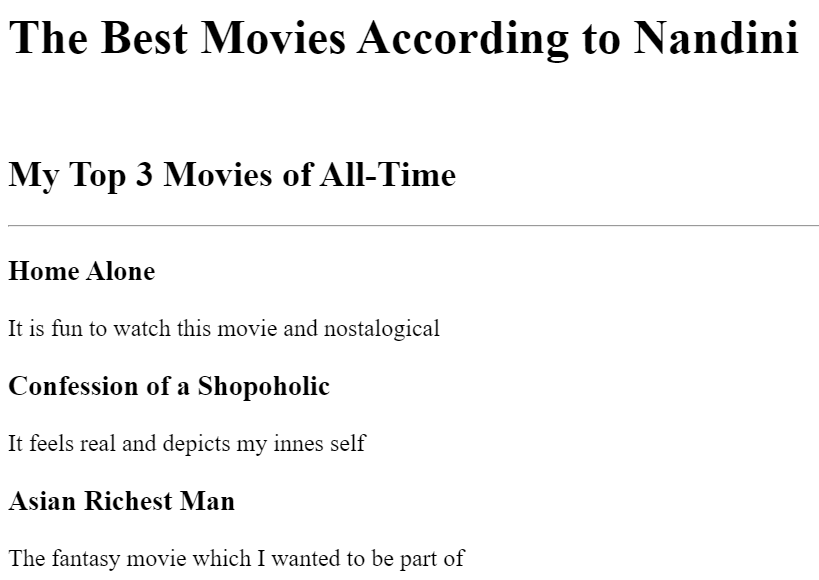 The Best Movies According to Nandini
My Top 3 Movies of All-Time
Home Alone
It is fun to watch this movie and nostalogical
Confession of a Shopoholic
It feels real and depicts my innes self
Asian Richest Man
The fantasy movie which I wanted to be part of